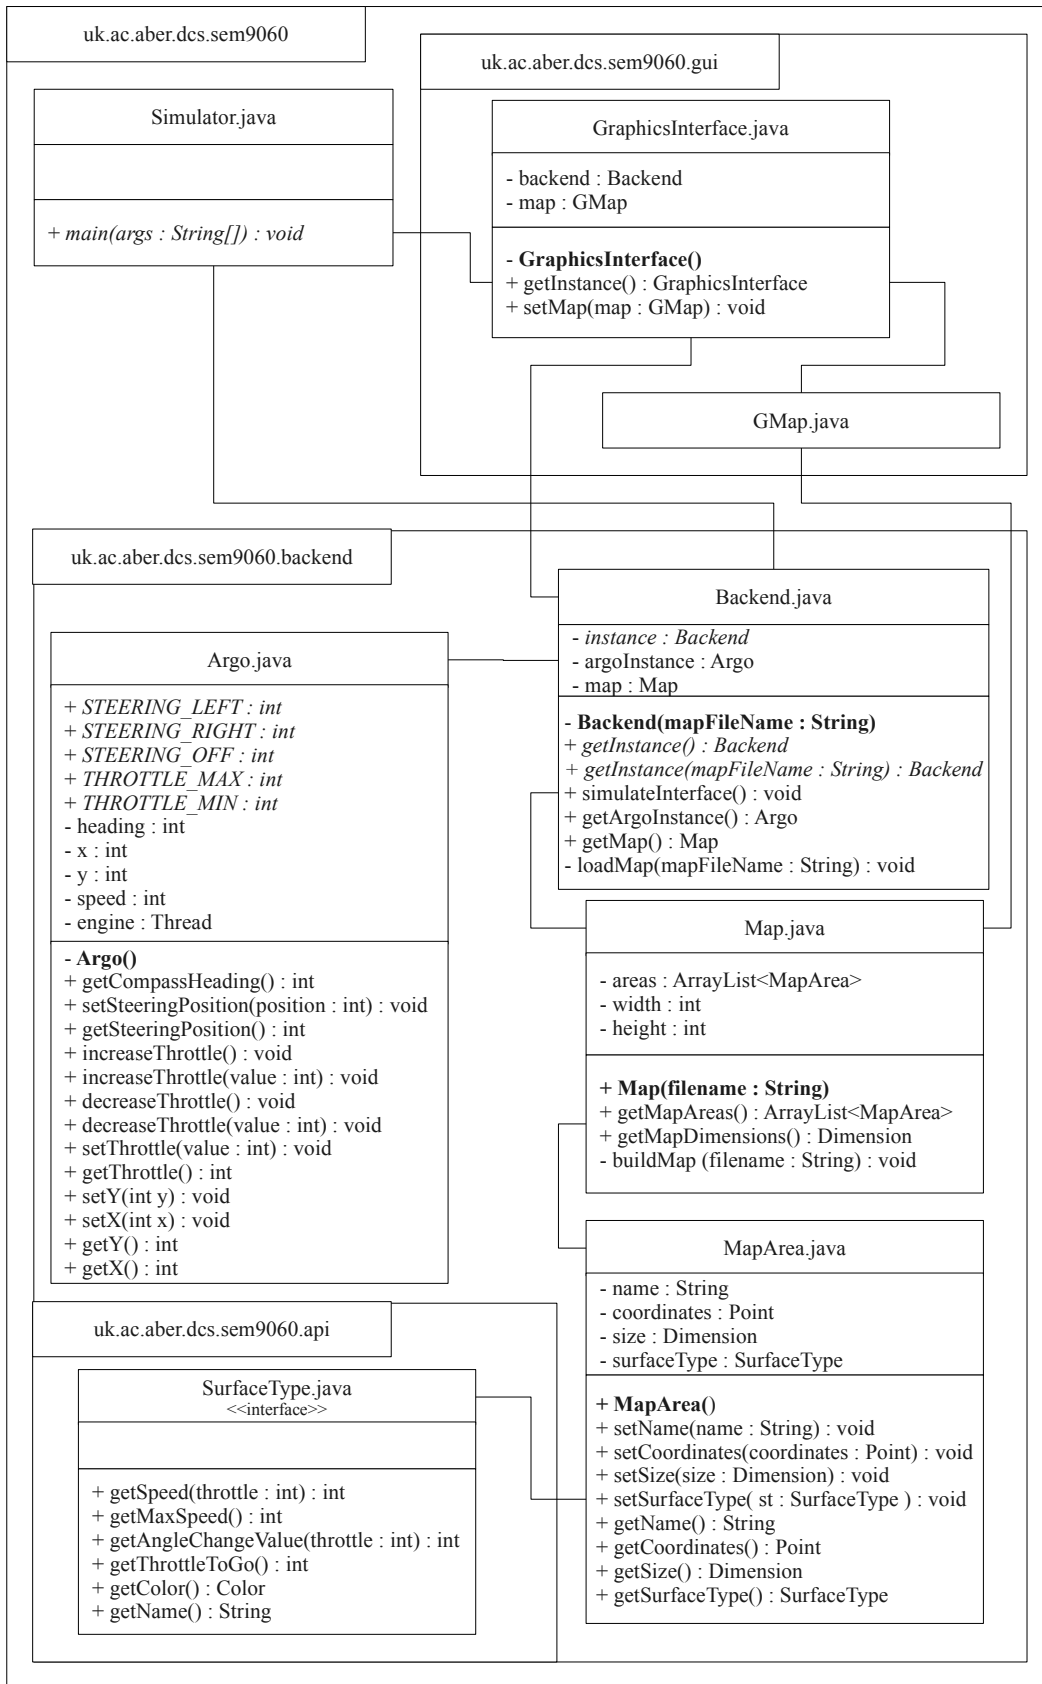 uk.ac.aber.dcs.sem9060
uk.ac.aber.dcs.sem9060.gui
Simulator.java
+ main(args : String[]) : void
GraphicsInterface.java
- backend : Backend
- map : GMap
- GraphicsInterface()
+ getInstance() : GraphicsInterface
+ setMap(map : GMap) : void
GMap.java
uk.ac.aber.dcs.sem9060.backend
Backend.java
- instance : Backend
- argoInstance : Argo
- map : Map
- Backend(mapFileName : String)
+ getInstance() : Backend
+ getInstance(mapFileName : String) : Backend
+ simulateInterface() : void
+ getArgoInstance() : Argo
+ getMap() : Map
- loadMap(mapFileName : String) : void
Argo.java
+ STEERING_LEFT : int
+ STEERING_RIGHT : int
+ STEERING_OFF : int
+ THROTTLE_MAX : int
+ THROTTLE_MIN : int
- heading : int
- x : int
- y : int
- speed : int
- engine : Thread
- Argo()
+ getCompassHeading() : int
+ setSteeringPosition(position : int) : void
+ getSteeringPosition() : int
+ increaseThrottle() : void
+ increaseThrottle(value : int) : void
+ decreaseThrottle() : void
+ decreaseThrottle(value : int) : void
+ setThrottle(value : int) : void
+ getThrottle() : int
+ setY(int y) : void
+ setX(int x) : void
+ getY() : int
+ getX() : int
Map.java
- areas : ArrayList<MapArea>
- width : int
- height : int
+ Map(filename : String)
+ getMapAreas() : ArrayList<MapArea>
+ getMapDimensions() : Dimension
- buildMap (filename : String) : void
MapArea.java
- name : String
- coordinates : Point
- size : Dimension
- surfaceType : SurfaceType
+ MapArea()
+ setName(name : String) : void
+ setCoordinates(coordinates : Point) : void
+ setSize(size : Dimension) : void
+ setSurfaceType( st : SurfaceType ) : void
+ getName() : String
+ getCoordinates() : Point
+ getSize() : Dimension
+ getSurfaceType() : SurfaceType
uk.ac.aber.dcs.sem9060.api
SurfaceType.java
<<interface>>
+ getSpeed(throttle : int) : int
+ getMaxSpeed() : int
+ getAngleChangeValue(throttle : int) : int
+ getThrottleToGo() : int
+ getColor() : Color
+ getName() : String